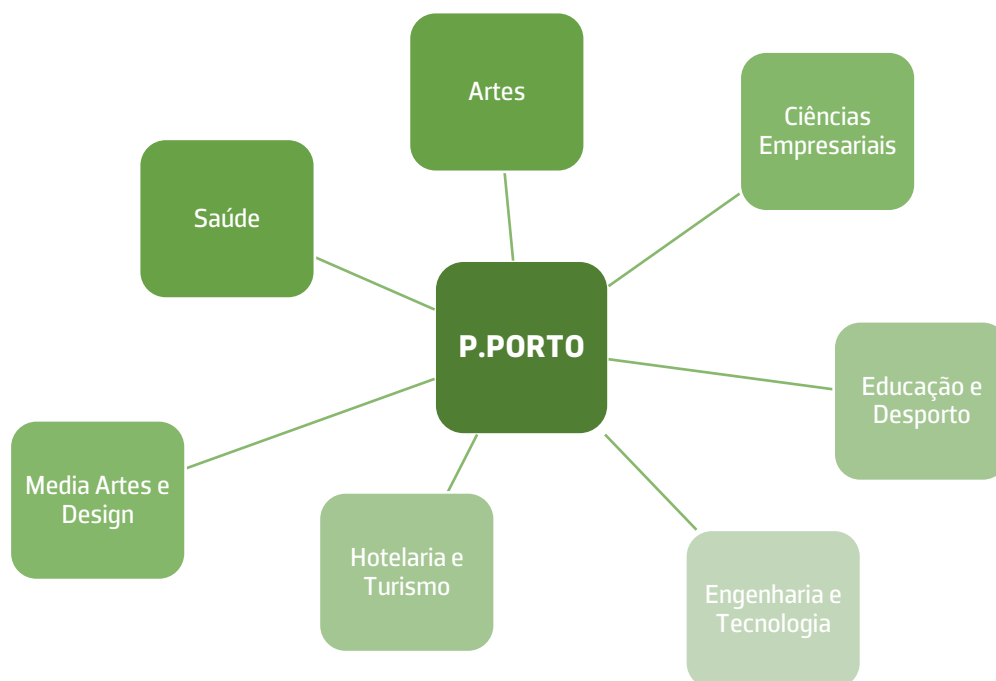 Artes
Ciências
Empresariais
Saúde
P.PORTO
Educação e
Desporto
Media Artes e
Design
Hotelaria e
Turismo
Engenharia e
Tecnologia